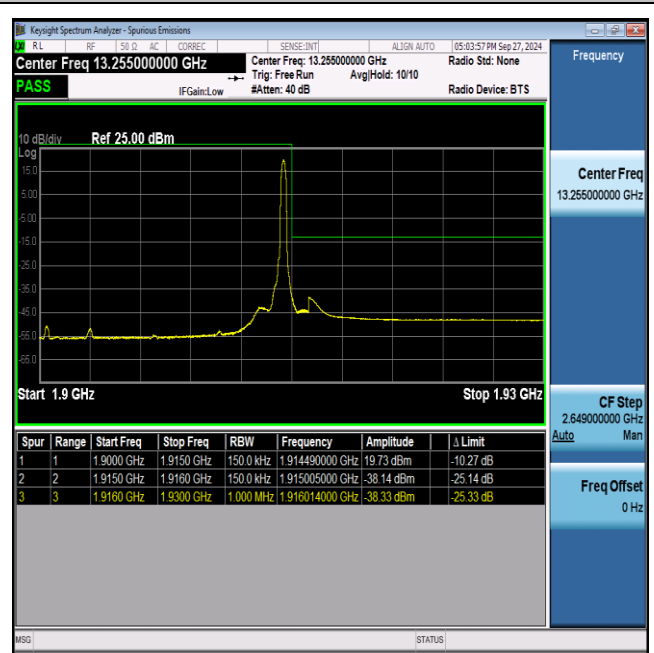 Keysight Spectrum Analyzer - Spurious Emissions
LXI RL RF 50 Ω AC CORREC SENSE:INT ALIGN AUTO 05:03:57 PM Sep 27, 2024
Center Freq 13.255000000 GHz
Center Freq: 13.255000000 GHz Radio Std: None
Trig: Free Run Avg|Hold: 10/10
PASS IFGain:Low #Atten: 40 dB Radio Device: BTS
10 dB/div Ref 25.00 dBm
Log
15.0
5.00
-5.00
-15.0
-25.0
-35.0
-45.0
-55.0
-65.0
Start 1.9 GHz Stop 1.93 GHz
Spur Range Start Freq Stop Freq RBW Frequency Amplitude Δ Limit
1 1 1.9000 GHz 1.9150 GHz 150.0 kHz 1.914490000 GHz 19.73 dBm -10.27 dB
2 2 1.9150 GHz 1.9160 GHz 150.0 kHz 1.915005000 GHz -38.14 dBm -25.14 dB
3 3 1.9160 GHz 1.9300 GHz 1.000 MHz 1.916014000 GHz -38.33 dBm -25.33 dB
MSG STATUS
Frequency
Center Freq
13.255000000 GHz
CF Step
2.649000000 GHz
Auto Man
Freq Offset
0 Hz